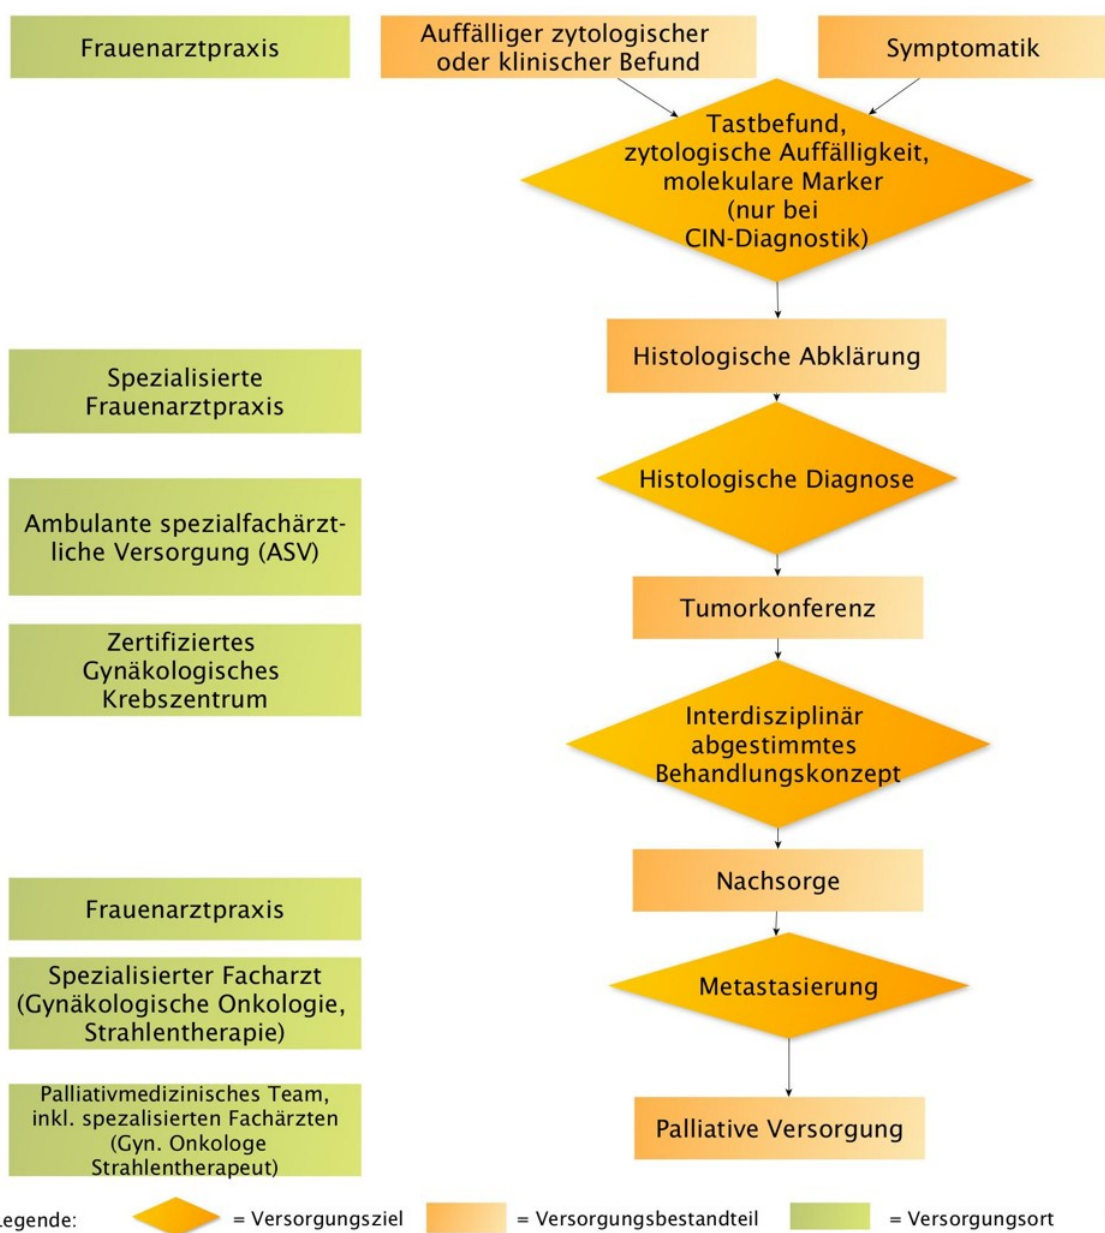 Frauenarztpraxis
Auffälliger zytologischer
oder klinischer Befund
Symptomatik
Tastbefund,
zytologische Auffälligkeit,
molekulare Marker
(nur bei
CIN-Diagnostik)
Histologische Abklärung
Spezialisierte
Frauenarztpraxis
Histologische Diagnose
Ambulante spezialfachärzt-
liche Versorgung (ASV)
Tumorkonferenz
Zertifiziertes
Gynäkologisches
Krebszentrum
Interdisziplinär
abgestimmtes
Behandlungskonzept
Nachsorge
Frauenarztpraxis
Spezialisierter Facharzt
(Gynäkologische Onkologie,
Strahlentherapie)
Metastasierung
Palliativmedizinisches Team,
inkl. spezalisierten Fachärzten
(Gyn. Onkologe
Strahlentherapeut)
Palliative Versorgung
Legende:
= Versorgungsziel
= Versorgungsbestandteil
= Versorgungsort